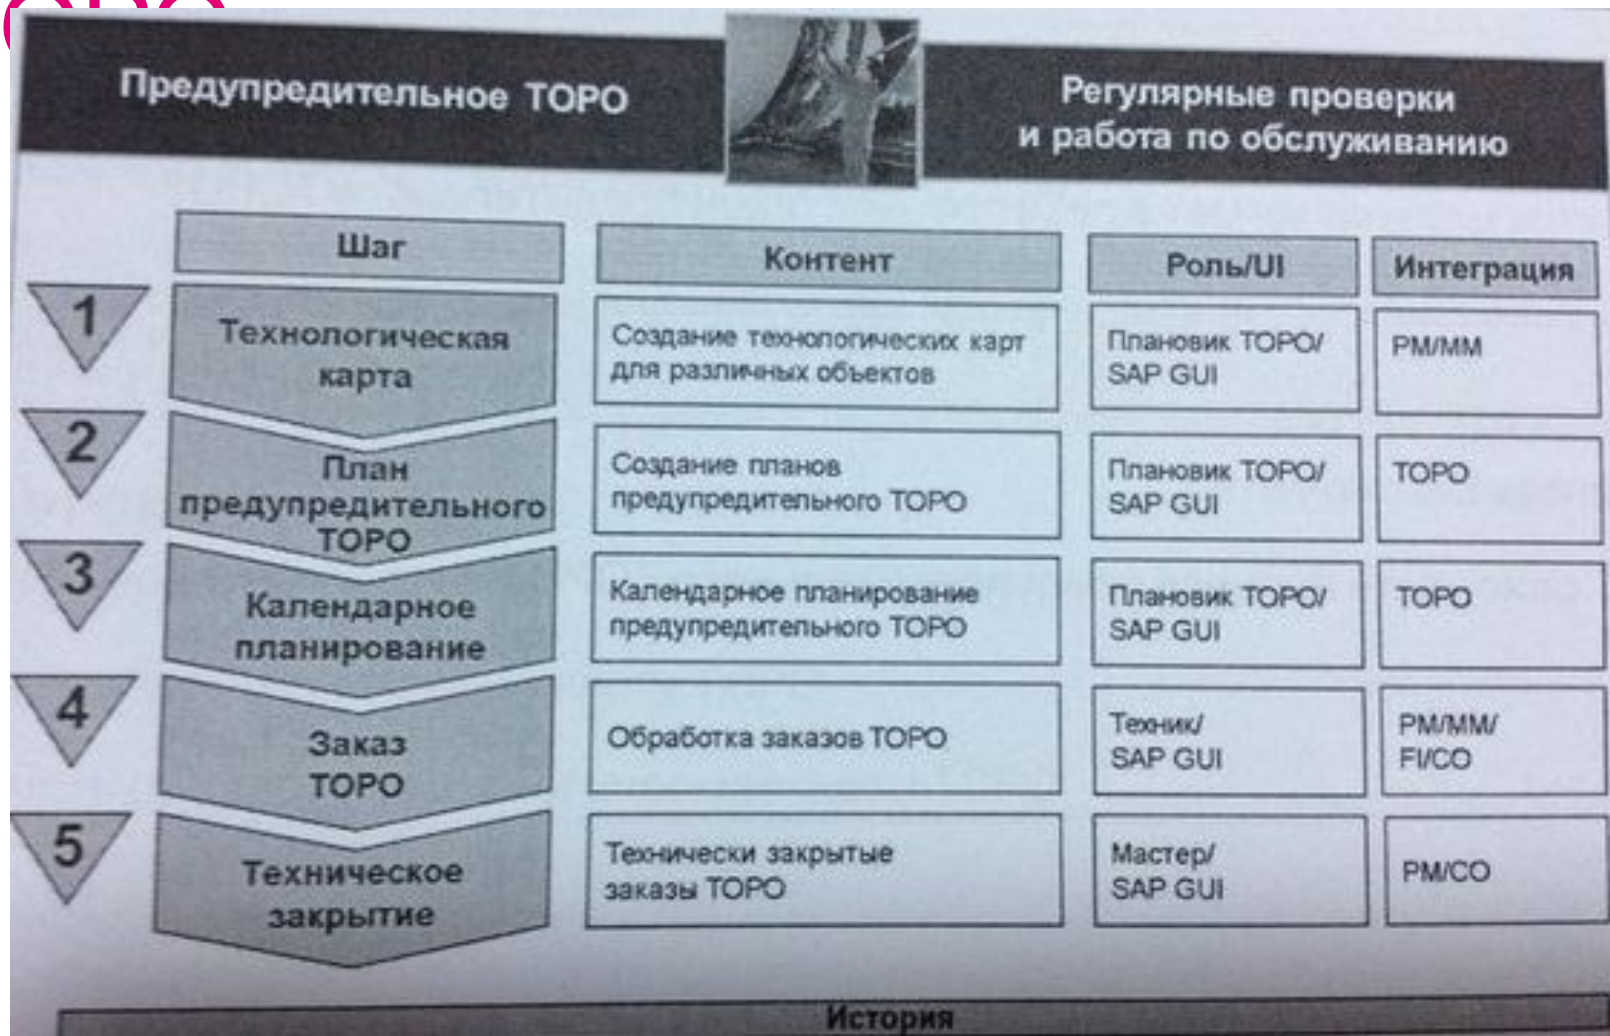 Предупредительное ТОРО
Регулярные проверки
и работа по обслуживанию
Шаг
Контент
Роль/UI
Интеграция
1
Технологическая
карта
Создание технологических карт
для различных объектов
Плановик ТОРО/
SAP GUI
PM/MM
2
План
предупредительного
ТОРО
Создание планов
предупредительного ТОРО
Плановик ТОРО/
SAP GUI
ТОРО
3
Календарное
планирование
Календарное планирование
предупредительного ТОРО
Плановик ТОРО/
SAP GUI
ТОРО
4
Заказ
ТОРО
Обработка заказов ТОРО
Техник/
SAP GUI
PM/MM/
FI/CO
5
Техническое
закрытие
Технически закрытые
заказы ТОРО
Мастер/
SAP GUI
PM/CO
История